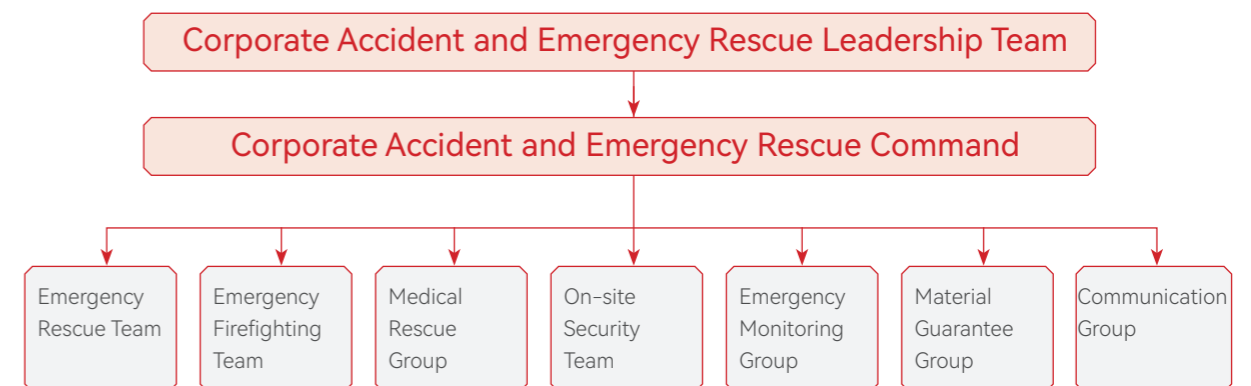 Corporate Accident and Emergency Rescue Leadership Team
Corporate Accident and Emergency Rescue Command
Emergency
Rescue Team
Emergency
Firefighting
Team
Medical
Rescue
Group
On-site
Security
Team
Emergency
Monitoring
Group
Material
Guarantee
Group
Communication
Group